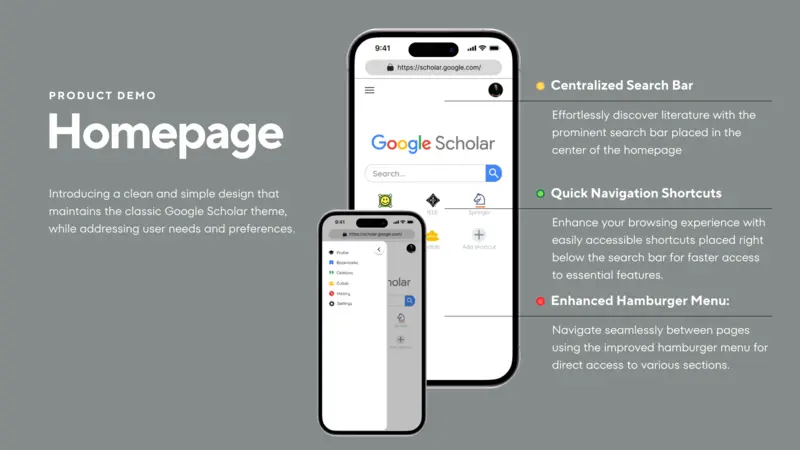 PRODUCT DEMO
Homepage
Introducing a clean and simple design that
maintains the classic Google Scholar theme,
while addressing user needs and preferences.
9:41
https://scholar.google.com/
Google Scholar
Search...
IEEE
Springer
Add shortcut
9:41
https://scholar.google.com/
Profile
Bookmarks
Citations
Collab
History
Settings
holar
Centralized Search Bar
Effortlessly discover literature with the
prominent search bar placed in the
center of the homepage
Quick Navigation Shortcuts
Enhance your browsing experience with
easily accessible shortcuts placed right
below the search bar for faster access
to essential features.
Enhanced Hamburger Menu:
Navigate seamlessly between pages
using the improved hamburger menu for
direct access to various sections.